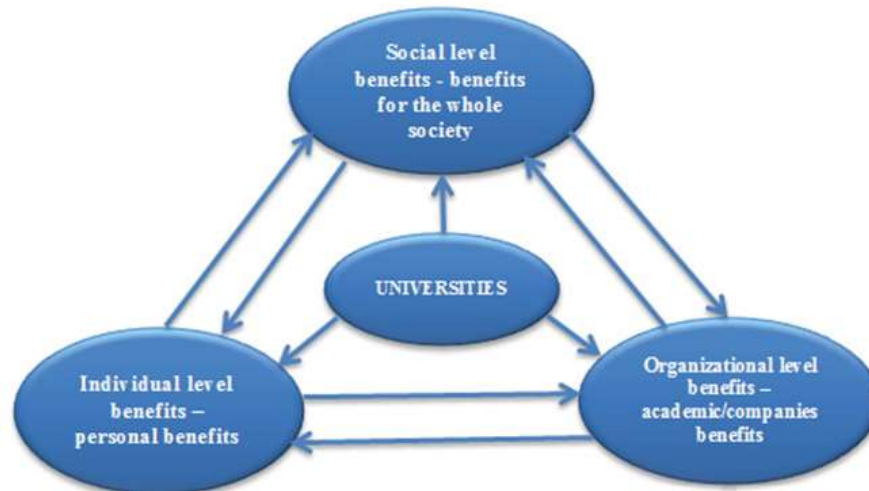 Social level
benefits - benefits
for the whole
society
UNIVERSITIES
Individual level
benefits –
personal benefits
Organizational level
benefits –
academic/companies
benefits